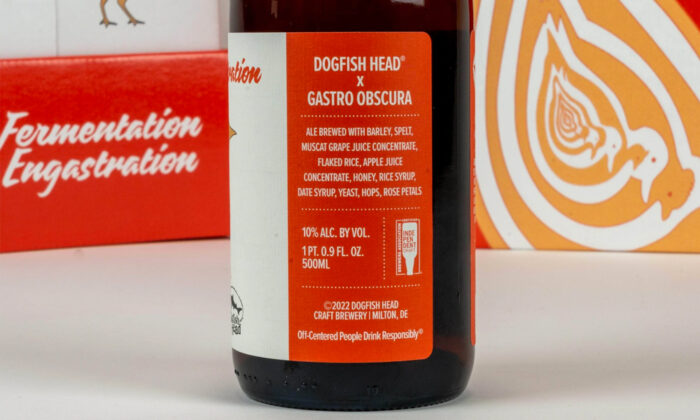 Fermentation
Engastration
DOGFISH HEAD®
X
GASTRO OBSCURA
ALE BREWED WITH BARLEY, SPELT,
MUSCAT GRAPE JUICE CONCENTRATE,
FLAKED RICE, APPLE JUICE
CONCENTRATE, HONEY, RICE SYRUP,
DATE SYRUP, YEAST, HOPS, ROSE PETALS
10% ALC. BY VOL.
1 PT. 0.9 FL. OZ.
500ML
INDE
PEN
DENT
©2022 DOGFISH HEAD
CRAFT BREWERY | MILTON, DE
Off-Centered People Drink Responsibly®